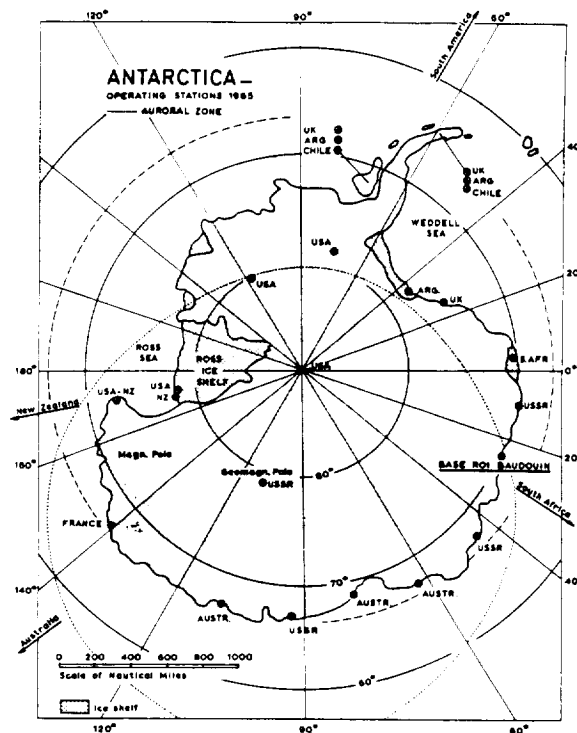 120°
90°
60°
South America
ANTARCTICA
OPERATING STATIONS 1965
AURORAL ZONE
UK
ARG
CHILE
40°
UK
ARG
CHILE
WEDDELL
SEA
USA
USA
20°
ARG.
UK
ROSS
SEA
ROSS
ICE
SHELF
S.AFR
180°
0°
USA-NZ
USA
NZ
USSR
New Zealand
160°
Magn. Pole
Geomagn. Pole
USSR
80°
BASE ROI BAUDOUIN
20°
South Africa
FRANCE
USSR
70°
140°
40°
AUSTR.
USSR
AUSTR.
AUSTR.
Australia
0 200 400 600 800 1000
Scale of Nautical Miles
60°
Ice shelf
120°
90°
60°